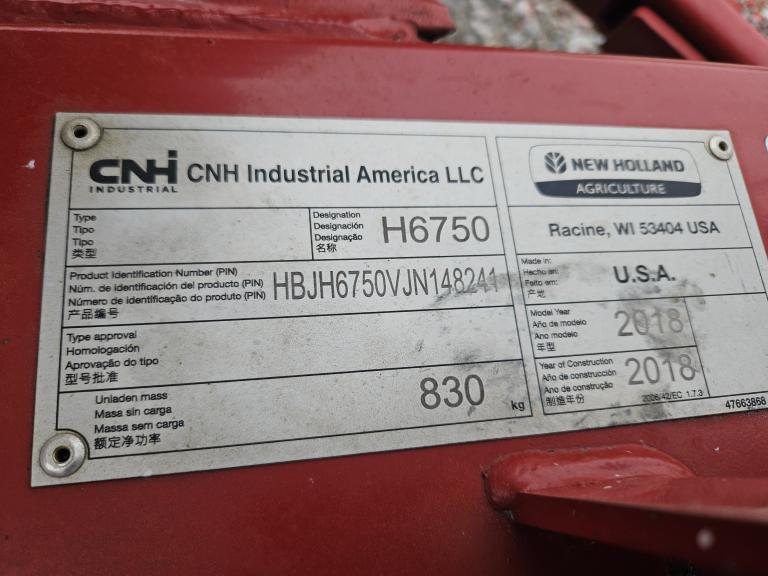 CNH INDUSTRIAL CNH Industrial America LLC
NEW HOLLAND
AGRICULTURE
Type
Tipo
Tipo
类型
Designation
Designación
Designação
名称
H6750
Racine, WI 53404 USA
Product Identification Number (PIN)
Núm. de identificación del producto (PIN)
Número de identificação do produto (PIN)
产品编号
HBJH6750VJN148241
Made in:
Hecho en:
Feito em:
产地
U.S.A.
Type approval
Homologación
Aprovação do tipo
型号批准
Model Year
Año de modelo
Ano modelo
年型
2018
Unladen mass
Masa sin carga
Massa sem carga
额定净功率
830
kg
Year of Construction
Año de construcción
Ano de construção
制造年份
2018
2006/42/EC 1.7.3
47663868